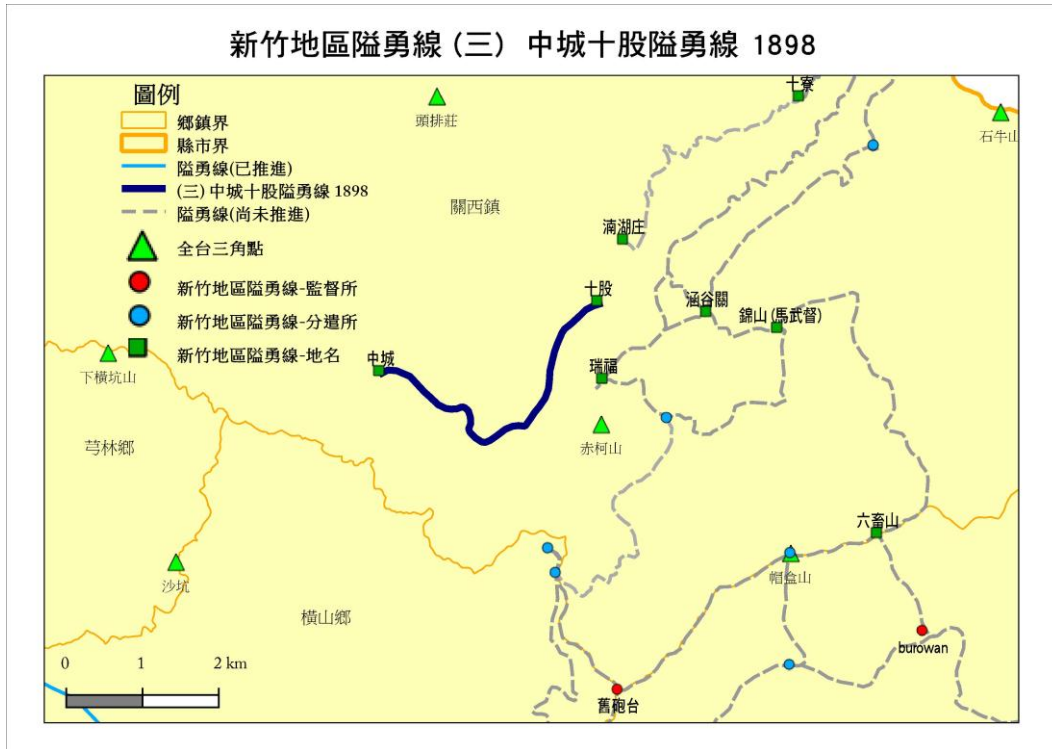 新竹地區隘勇線 (三) 中城十股隘勇線 1898
圖例
鄉鎮界
縣市界
隘勇線(已推進)
(三) 中城十股隘勇線 1898
隘勇線(尚未推進)
全台三角點
新竹地區隘勇線-監督所
新竹地區隘勇線-分遣所
新竹地區隘勇線-地名
十寮
頭排莊
石牛山
關西鎮
湳湖庄
十股
涵谷關
錦山 (馬武督)
中城
下橫坑山
瑞福
赤柯山
芎林鄉
六畜山
帽盒山
沙坑
橫山鄉
burowan
0 1 2 km
舊砲台